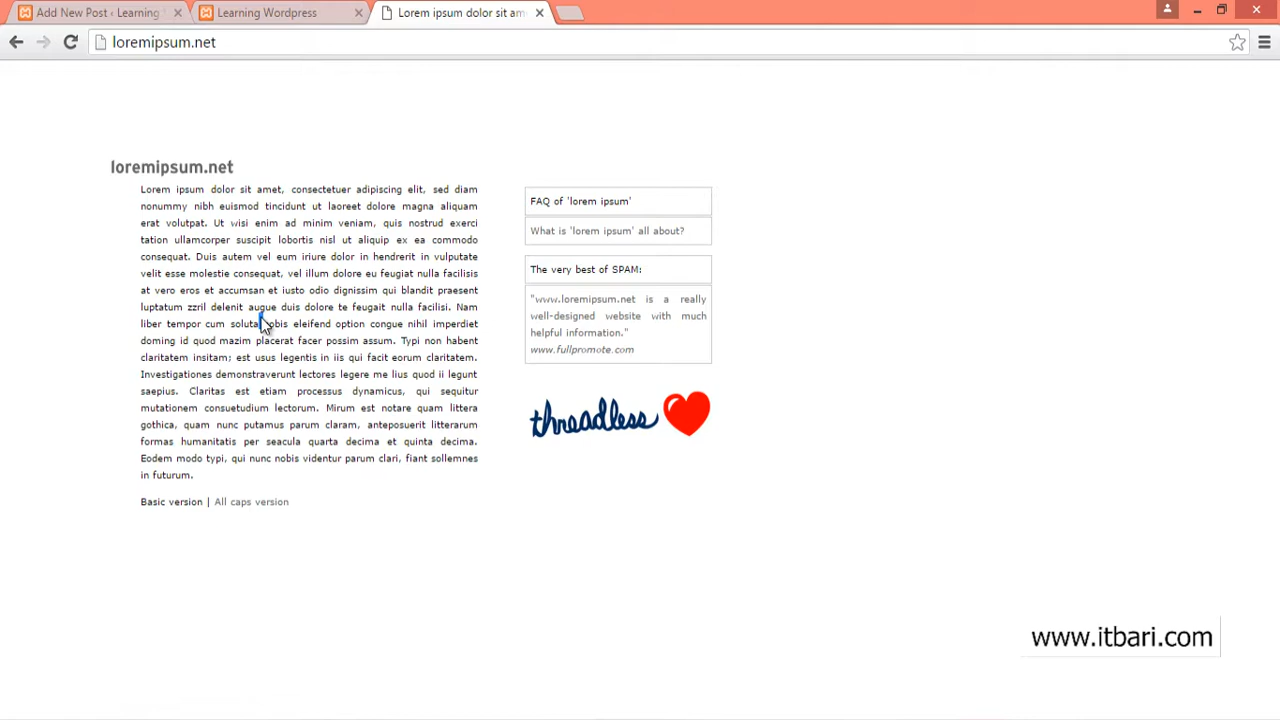 Add New Post ‹ Learning
Learning Wordpress
Lorem ipsum dolor sit am
loremipsum.net
loremipsum.net
Lorem ipsum dolor sit amet, consectetuer adipiscing elit, sed diam
nonummy nibh euismod tincidunt ut laoreet dolore magna aliquam
erat volutpat. Ut wisi enim ad minim veniam, quis nostrud exerci
tation ullamcorper suscipit lobortis nisl ut aliquip ex ea commodo
consequat. Duis autem vel eum iriure dolor in hendrerit in vulputate
velit esse molestie consequat, vel illum dolore eu feugiat nulla facilisis
at vero eros et accumsan et iusto odio dignissim qui blandit praesent
luptatum zzril delenit augue duis dolore te feugait nulla facilisi. Nam
liber tempor cum soluta nobis eleifend option congue nihil imperdiet
doming id quod mazim placerat facer possim assum. Typi non habent
claritatem insitam; est usus legentis in iis qui facit eorum claritatem.
Investigationes demonstraverunt lectores legere me lius quod ii legunt
saepius. Claritas est etiam processus dynamicus, qui sequitur
mutationem consuetudium lectorum. Mirum est notare quam littera
gothica, quam nunc putamus parum claram, anteposuerit litterarum
formas humanitatis per seacula quarta decima et quinta decima.
Eodem modo typi, qui nunc nobis videntur parum clari, fiant sollemnes
in futurum.
Basic version | All caps version
FAQ of 'lorem ipsum'
What is 'lorem ipsum' all about?
The very best of SPAM:
"www.loremipsum.net is a really
well-designed website with much
helpful information."
www.fullpromote.com
threadless
www.itbari.com